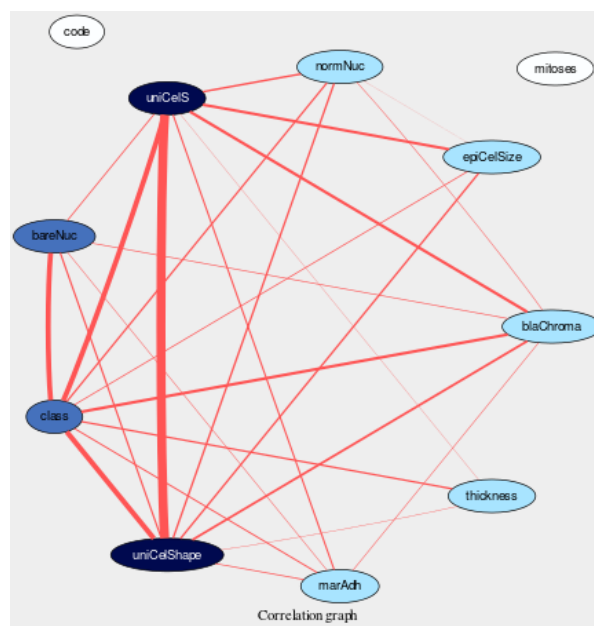 code
normNuc
mitoses
uniCelS
epiCelSize
bareNuc
blaChroma
class
thickness
uniCelShape
marAdh
Correlation graph